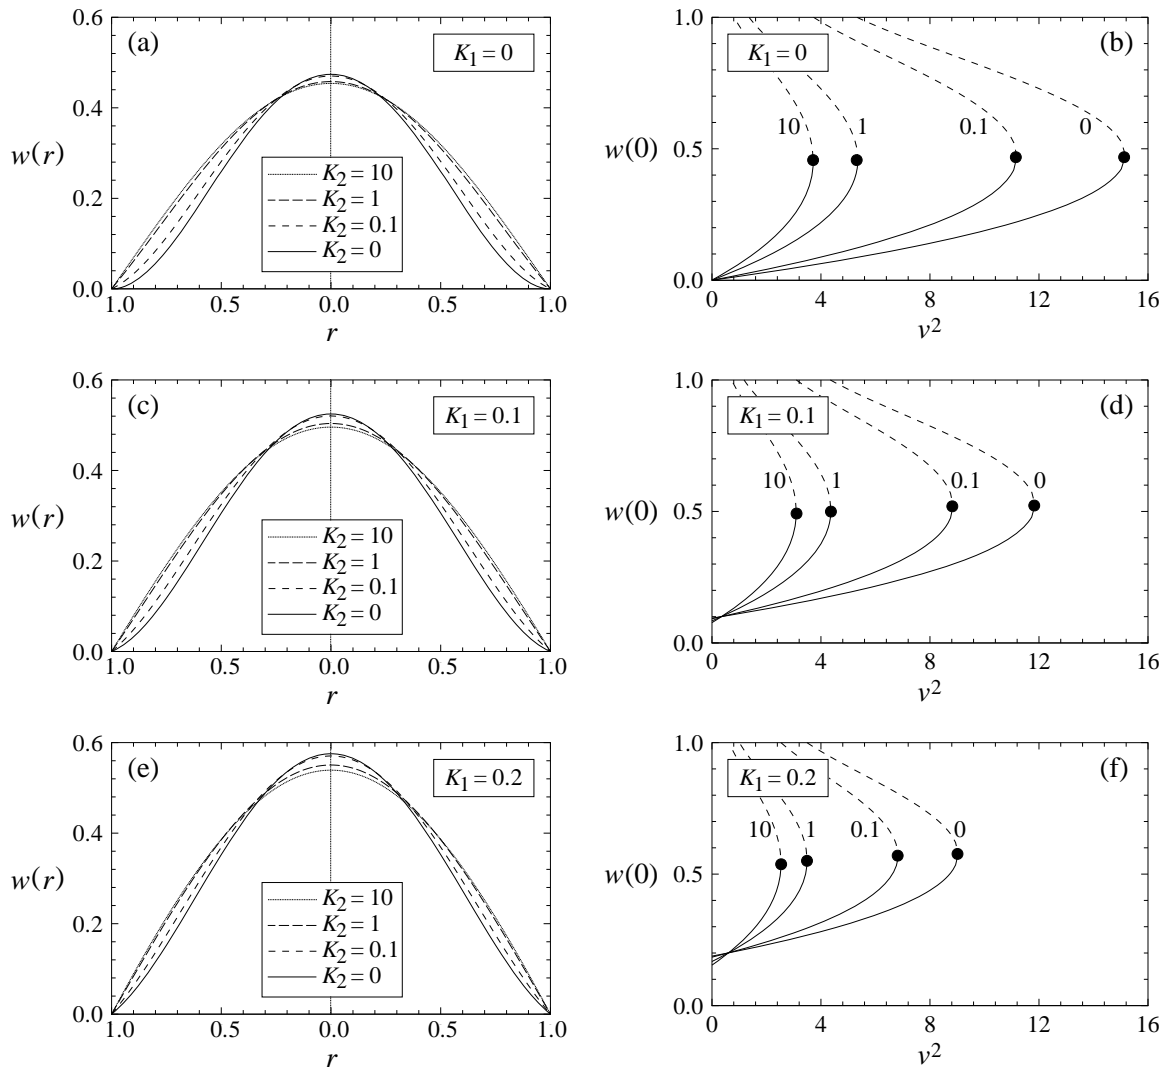 (a)
K1 = 0
0.6
0.4
0.2
0.0
w(r)
K2 = 10
K2 = 1
K2 = 0.1
K2 = 0
1.0 0.5 0.0 0.5 1.0
r
(b)
K1 = 0
1.0
0.5
0.0
w(0)
10 1 0.1 0
0 4 8 12 16
v2
(c)
K1 = 0.1
0.6
0.4
0.2
0.0
w(r)
K2 = 10
K2 = 1
K2 = 0.1
K2 = 0
1.0 0.5 0.0 0.5 1.0
r
(d)
K1 = 0.1
1.0
0.5
0.0
w(0)
10 1 0.1 0
0 4 8 12 16
v2
(e)
K1 = 0.2
0.6
0.4
0.2
0.0
w(r)
K2 = 10
K2 = 1
K2 = 0.1
K2 = 0
1.0 0.5 0.0 0.5 1.0
r
(f)
K1 = 0.2
1.0
0.5
0.0
w(0)
10 1 0.1 0
0 4 8 12 16
v2